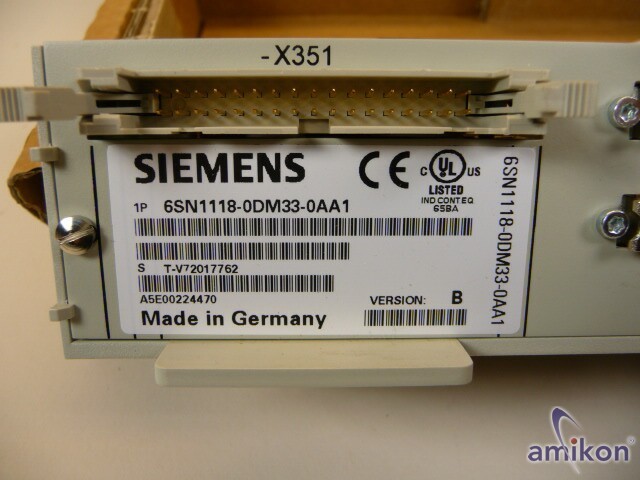 -X351
SIEMENS
CE
C UL US
LISTED
IND CONT EQ
65BA
1P 6SN1118-0DM33-0AA1
S T-V72017762
A5E00224470
VERSION: B
Made in Germany
6SN1118-0DM33-0AA1
amikon